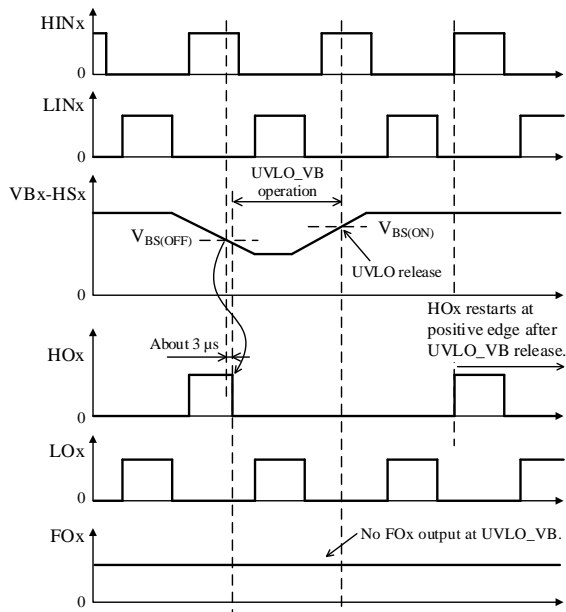 HINx
0
LINx
0
UVLO_VB
operation
VBx-HSx
VBS(OFF)
VBS(ON)
UVLO release
0
HOx restarts at
positive edge after
UVLO_VB release.
About 3 µs
HOx
0
LOx
0
FOx
No FOx output at UVLO_VB.
0